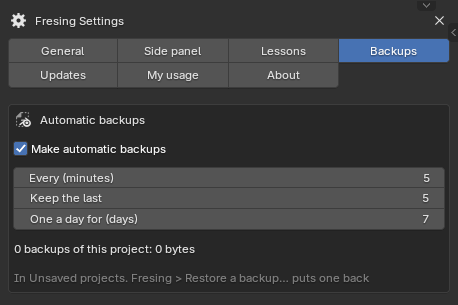 Fresing Settings
General
Side panel
Lessons
Backups
Updates
My usage
About
Automatic backups
Make automatic backups
Every (minutes) 5
Keep the last 5
One a day for (days) 7
0 backups of this project: 0 bytes
In Unsaved projects. Fresing > Restore a backup... puts one back